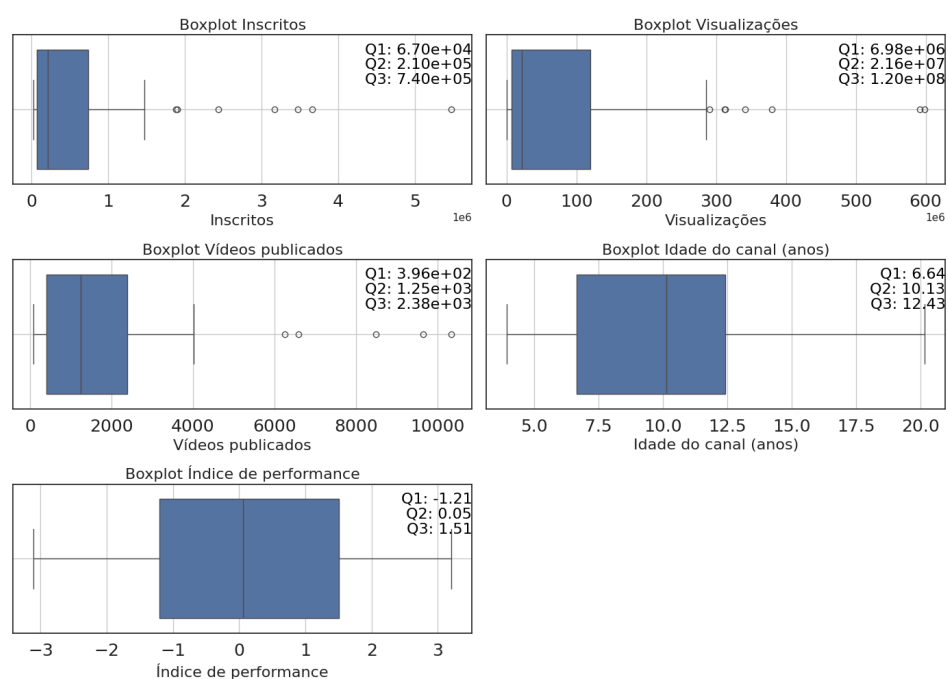 Boxplot Inscritos
Q1: 6.70e+04
Q2: 2.10e+05
Q3: 7.40e+05
0 1 2 3 4 5
1e6
Inscritos
Boxplot Visualizações
Q1: 6.98e+06
Q2: 2.16e+07
Q3: 1.20e+08
0 100 200 300 400 500 600
1e6
Visualizações
Boxplot Vídeos publicados
Q1: 3.96e+02
Q2: 1.25e+03
Q3: 2.38e+03
0 2000 4000 6000 8000 10000
Vídeos publicados
Boxplot Idade do canal (anos)
Q1: 6.64
Q2: 10.13
Q3: 12.43
5.0 7.5 10.0 12.5 15.0 17.5 20.0
Idade do canal (anos)
Boxplot Índice de performance
Q1: -1.21
Q2: 0.05
Q3: 1.51
−3 −2 −1 0 1 2 3
Índice de performance